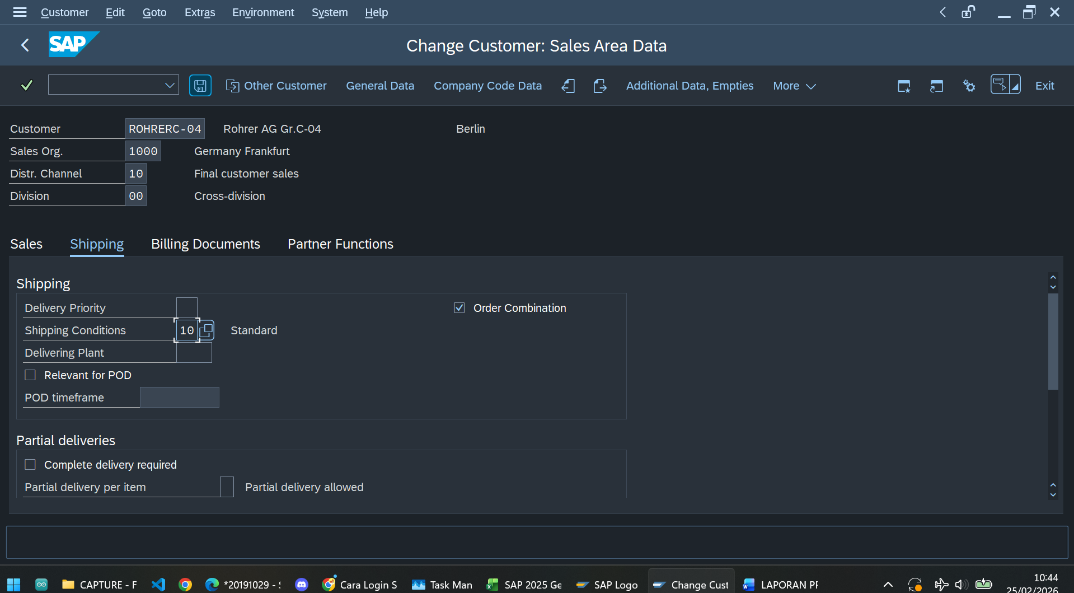 Customer Edit Goto Extras Environment System Help
SAP Change Customer: Sales Area Data
Other Customer General Data Company Code Data Additional Data, Empties More Exit
Customer ROHRERC-04 Rohrer AG Gr.C-04 Berlin
Sales Org. 1000 Germany Frankfurt
Distr. Channel 10 Final customer sales
Division 00 Cross-division
Sales Shipping Billing Documents Partner Functions
Shipping
Delivery Priority Order Combination
Shipping Conditions 10 Standard
Delivering Plant
Relevant for POD
POD timeframe
Partial deliveries
Complete delivery required
Partial delivery per item Partial delivery allowed
CAPTURE - F *20191029 - Cara Login S Task Man SAP 2025 Ge SAP Logo Change Cust LAPORAN PR 10:44
25/02/2026